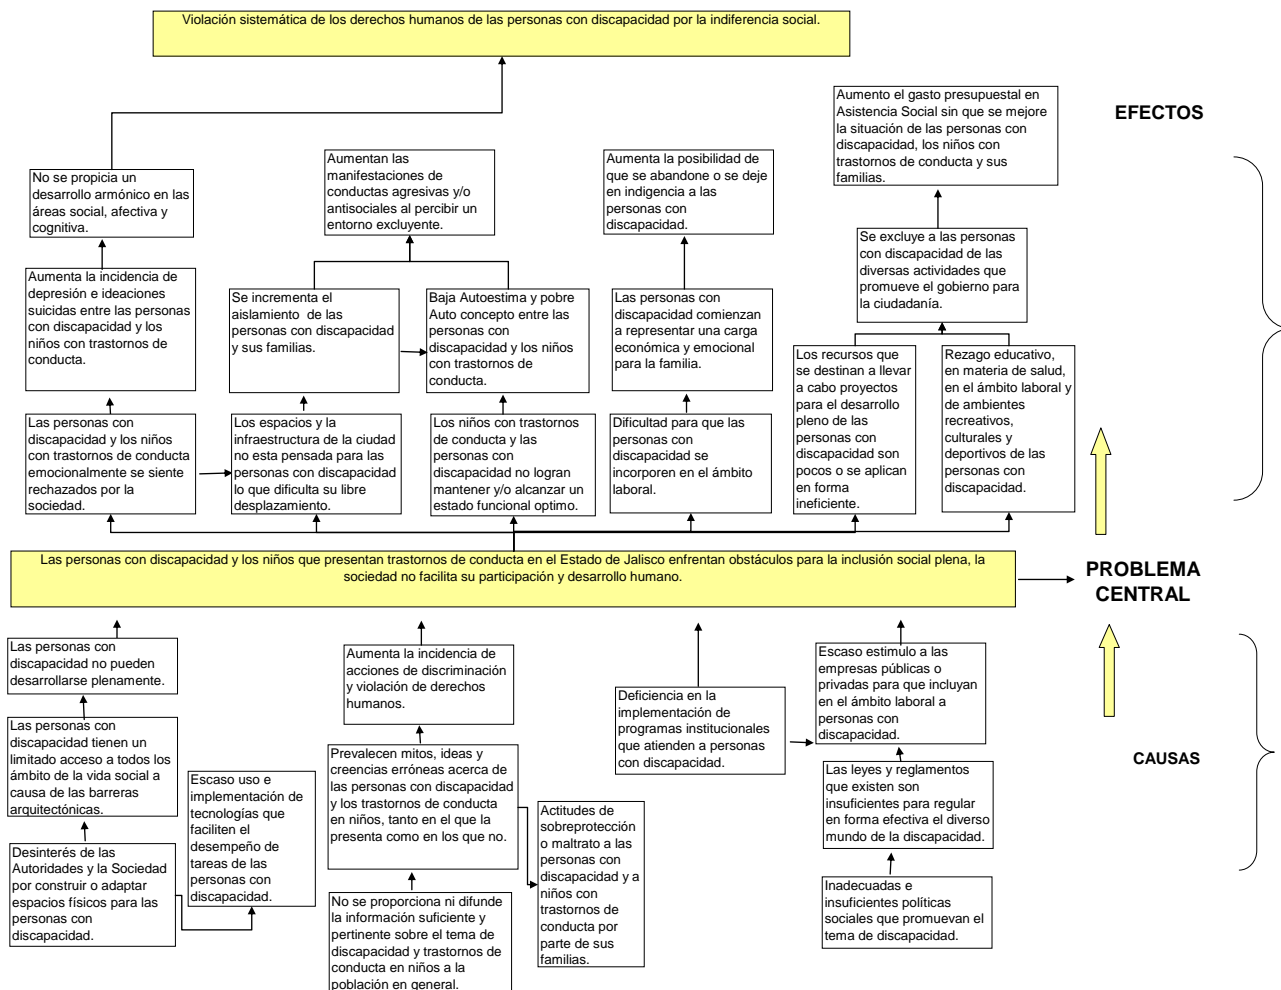 Violación sistemática de los derechos humanos de las personas con discapacidad por la indiferencia social.
Aumento el gasto presupuestal en
Asistencia Social sin que se mejore
la situación de las personas con
discapacidad, los niños con
trastornos de conducta y sus
familias.
EFECTOS
No se propicia un
desarrollo armónico en las
áreas social, afectiva y
cognitiva.
Aumentan las
manifestaciones de
conductas agresivas y/o
antisociales al percibir un
entorno excluyente.
Aumenta la posibilidad de
que se abandone o se deje
en indigencia a las
personas con
discapacidad.
Se excluye a las personas
con discapacidad de las
diversas actividades que
promueve el gobierno para
la ciudadanía.
Aumenta la incidencia de
depresión e ideaciones
suicidas entre las personas
con discapacidad y los
niños con trastornos de
conducta.
Se incrementa el
aislamiento de las
personas con discapacidad
y sus familias.
Baja Autoestima y pobre
Auto concepto entre las
personas con
discapacidad y los niños
con trastornos de
conducta.
Las personas con
discapacidad comienzan
a representar una carga
económica y emocional
para la familia.
Los recursos que
se destinan a llevar
a cabo proyectos
para el desarrollo
pleno de las
personas con
discapacidad son
pocos o se aplican
en forma
ineficiente.
Rezago educativo,
en materia de salud,
en el ámbito laboral y
de ambientes
recreativos,
culturales y
deportivos de las
personas con
discapacidad.
Las personas con
discapacidad y los niños
con trastornos de conducta
emocionalmente se siente
rechazados por la
sociedad.
Los espacios y la
infraestructura de la ciudad
no esta pensada para las
personas con discapacidad
lo que dificulta su libre
desplazamiento.
Los niños con trastornos
de conducta y las
personas con
discapacidad no logran
mantener y/o alcanzar un
estado funcional optimo.
Dificultad para que las
personas con
discapacidad se
incorporen en el ámbito
laboral.
Las personas con discapacidad y los niños que presentan trastornos de conducta en el Estado de Jalisco enfrentan obstáculos para la inclusión social plena, la
sociedad no facilita su participación y desarrollo humano.
PROBLEMA
CENTRAL
Las personas con
discapacidad no pueden
desarrollarse plenamente.
Aumenta la incidencia de
acciones de discriminación
y violación de derechos
humanos.
Deficiencia en la
implementación de
programas institucionales
que atienden a personas
con discapacidad.
Escaso estimulo a las
empresas públicas o
privadas para que incluyan
en el ámbito laboral a
personas con
discapacidad.
CAUSAS
Las personas con
discapacidad tienen un
limitado acceso a todos los
ámbito de la vida social a
causa de las barreras
arquitectónicas.
Escaso uso e
implementación de
tecnologías que
faciliten el
desempeño de
tareas de las
personas con
discapacidad.
Prevalecen mitos, ideas y
creencias erróneas acerca de
las personas con discapacidad
y los trastornos de conducta
en niños, tanto en el que la
presenta como en los que no.
Actitudes de
sobreprotección
o maltrato a las
personas con
discapacidad y a
niños con
trastornos de
conducta por
parte de sus
familias.
Las leyes y reglamentos
que existen son
insuficientes para regular
en forma efectiva el diverso
mundo de la discapacidad.
Desinterés de las
Autoridades y la Sociedad
por construir o adaptar
espacios físicos para las
personas con
discapacidad.
No se proporciona ni difunde
la información suficiente y
pertinente sobre el tema de
discapacidad y trastornos de
conducta en niños a la
población en general.
Inadecuadas e
insuficientes políticas
sociales que promuevan el
tema de discapacidad.